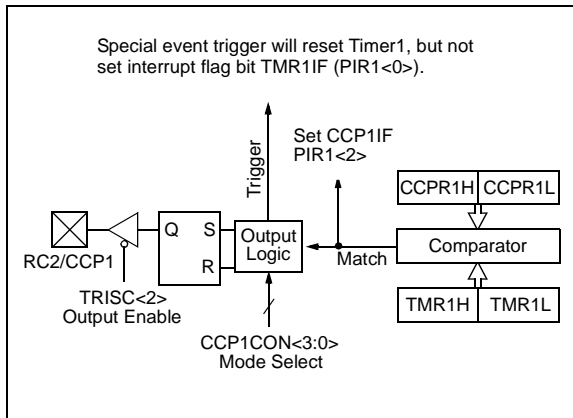 Special event trigger will reset Timer1, but not
set interrupt flag bit TMR1IF (PIR1<0>).
Trigger
Set CCP1IF
PIR1<2>
CCPR1H CCPR1L
Q S Output
R Logic
Match
Comparator
RC2/CCP1
TRISC<2>
Output Enable
TMR1H TMR1L
CCP1CON<3:0>
Mode Select